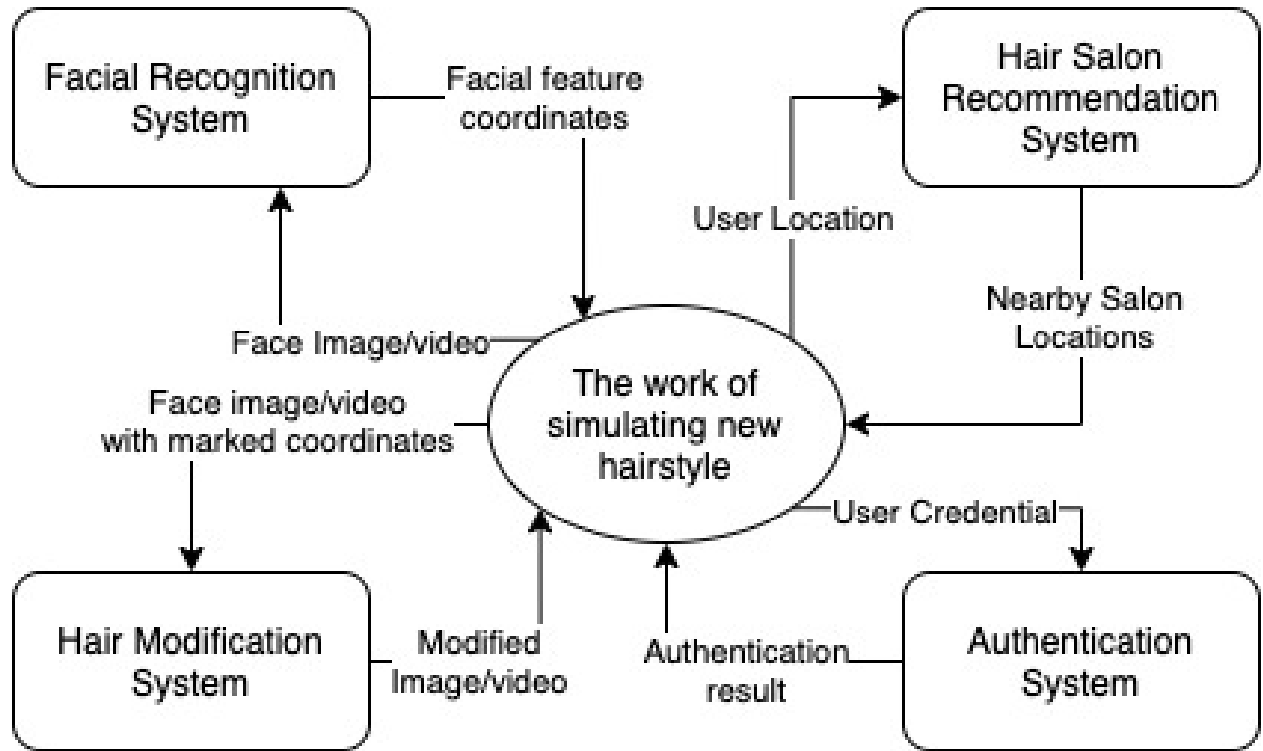 Facial Recognition
System
Facial feature
coordinates
Hair Salon
Recommendation
System
User Location
Nearby Salon
Locations
Face Image/video
The work of
simulating new
hairstyle
Face image/video
with marked coordinates
User Credential
Hair Modification
System
Modified
Image/video
Authentication
result
Authentication
System